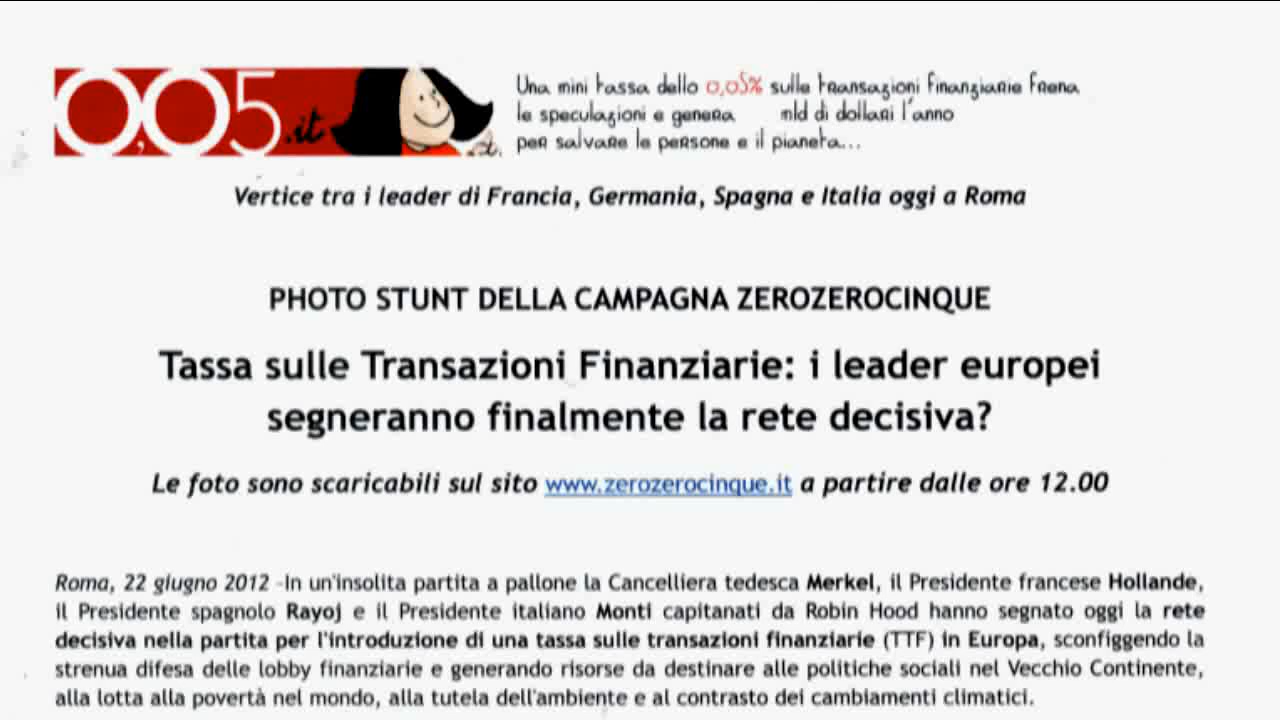 0,05.it
Una mini tassa dello 0,05% sulle transazioni finanziarie frena
le speculazioni e genera mld di dollari l'anno
per salvare le persone e il pianeta...
Vertice tra i leader di Francia, Germania, Spagna e Italia oggi a Roma
PHOTO STUNT DELLA CAMPAGNA ZEROZEROCINQUE
Tassa sulle Transazioni Finanziarie: i leader europei
segneranno finalmente la rete decisiva?
Le foto sono scaricabili sul sito www.zerozerocinque.it a partire dalle ore 12.00
Roma, 22 giugno 2012 -In un'insolita partita a pallone la Cancelliera tedesca Merkel, il Presidente francese Hollande,
il Presidente spagnolo Rayoj e il Presidente italiano Monti capitanati da Robin Hood hanno segnato oggi la rete
decisiva nella partita per l'introduzione di una tassa sulle transazioni finanziarie (TTF) in Europa, sconfiggendo la
strenua difesa delle lobby finanziarie e generando risorse da destinare alle politiche sociali nel Vecchio Continente,
alla lotta alla povertà nel mondo, alla tutela dell'ambiente e al contrasto dei cambiamenti climatici.